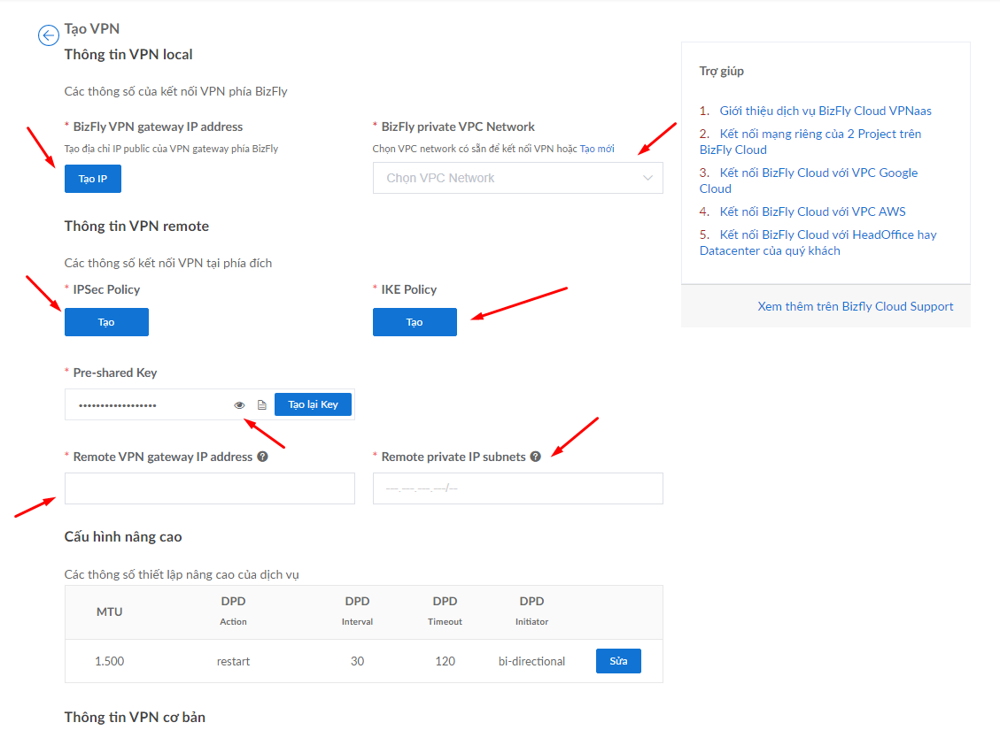 Tạo VPN
Thông tin VPN local
Các thông số của kết nối VPN phía BizFly
* BizFly VPN gateway IP address
Tạo địa chỉ IP public của VPN gateway phía BizFly
Tạo IP
* BizFly private VPC Network
Chọn VPC network có sẵn để kết nối VPN hoặc Tạo mới
Chọn VPC Network
Thông tin VPN remote
Các thông số kết nối VPN tại phía đích
* IPSec Policy
Tạo
* IKE Policy
Tạo
* Pre-shared Key
••••••••••••••••••
Tạo lại Key
* Remote VPN gateway IP address ?
* Remote private IP subnets ?
---.---.---.---/--
Cấu hình nâng cao
Các thông số thiết lập nâng cao của dịch vụ
MTU DPD Action DPD Interval DPD Timeout DPD Initiator
1.500 restart 30 120 bi-directional Sửa
Thông tin VPN cơ bản
Trợ giúp
1. Giới thiệu dịch vụ BizFly Cloud VPNaas
2. Kết nối mạng riêng của 2 Project trên
BizFly Cloud
3. Kết nối BizFly Cloud với VPC Google
Cloud
4. Kết nối BizFly Cloud với VPC AWS
5. Kết nối BizFly Cloud với HeadOffice hay
Datacenter của quý khách
Xem thêm trên Bizfly Cloud Support